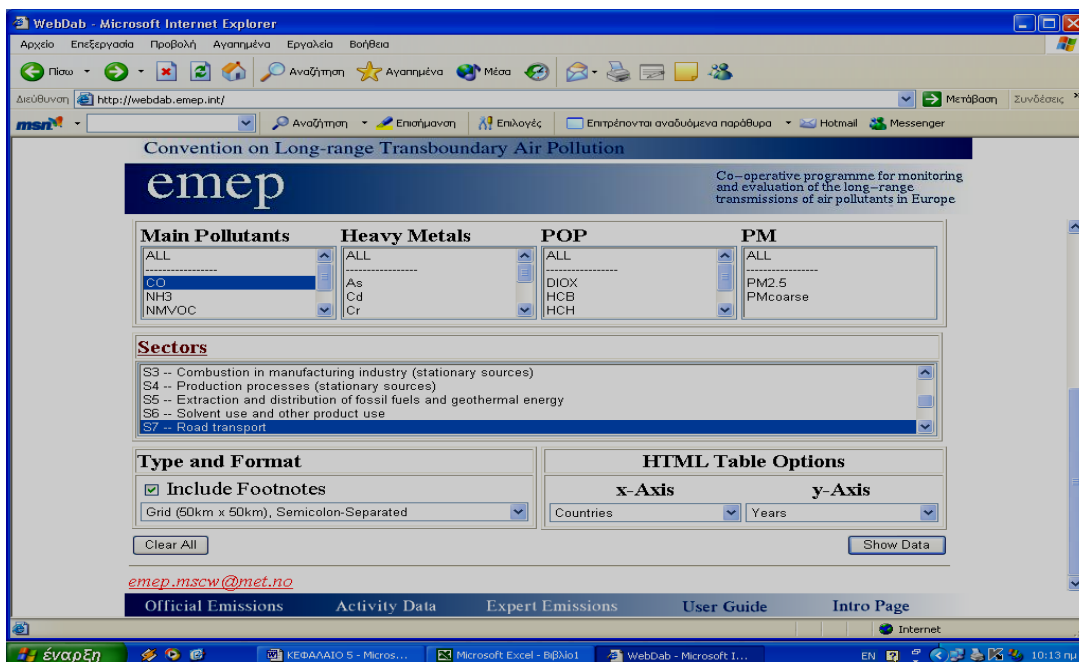 WebDab - Microsoft Internet Explorer
Αρχείο Επεξεργασία Προβολή Αγαπημένα Εργαλεία Βοήθεια
Πίσω Αναζήτηση Αγαπημένα Μέσα
Διεύθυνση http://webdab.emep.int/ Μετάβαση Συνδέσεις »
msn Αναζήτηση Επισήμανση Επιλογές Επιτρέπονται αναδυόμενα παράθυρα Hotmail Messenger
Convention on Long-range Transboundary Air Pollution
emep
Co-operative programme for monitoring
and evaluation of the long-range
transmissions of air pollutants in Europe
Main Pollutants Heavy Metals POP PM
ALL ALL ALL ALL
----------------- ----------------- ----------------- -----------------
CO As DIOX PM2.5
NH3 Cd HCB PMcoarse
NMVOC Cr HCH
Sectors
S3 -- Combustion in manufacturing industry (stationary sources)
S4 -- Production processes (stationary sources)
S5 -- Extraction and distribution of fossil fuels and geothermal energy
S6 -- Solvent use and other product use
S7 -- Road transport
Type and Format HTML Table Options
Include Footnotes x-Axis y-Axis
Grid (50km x 50km), Semicolon-Separated Countries Years
Clear All Show Data
emep.mscw@met.no
Official Emissions Activity Data Expert Emissions User Guide Intro Page
Internet
έναρξη ΚΕΦΑΛΑΙΟ 5 - Micros... Microsoft Excel - Βιβλίο1 WebDab - Microsoft I... EN 10:13 πμ